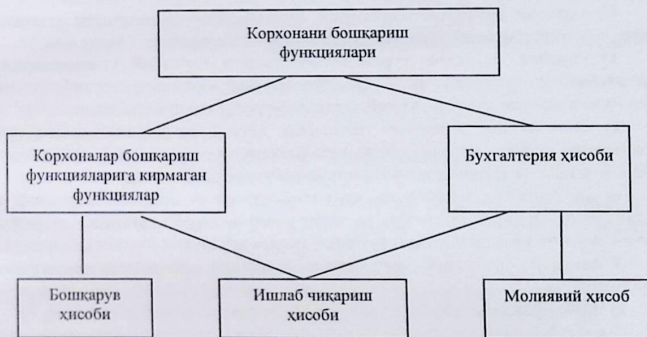 Корхонани бошқариш
функциялари
Корхоналар бошқариш
функцияларига кирмаган
функциялар
Бухгалтерия ҳисоби
Бошқарув
ҳисоби
Ишлаб чиқариш
ҳисоби
Молиявий ҳисоб